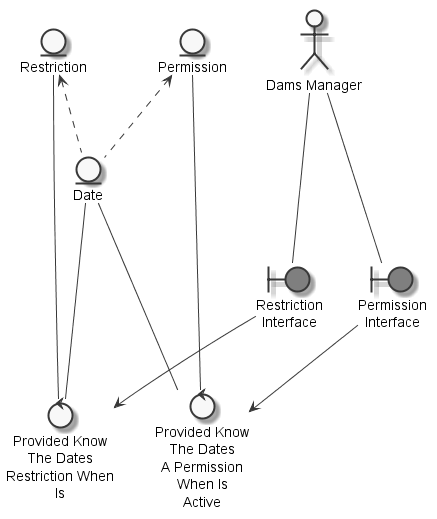 Restriction
Permission
Dams Manager
Date
Restriction
Interface
Permission
Interface
Provided Know
The Dates
Restriction When
Is
Provided Know
The Dates
A Permission
When Is
Active